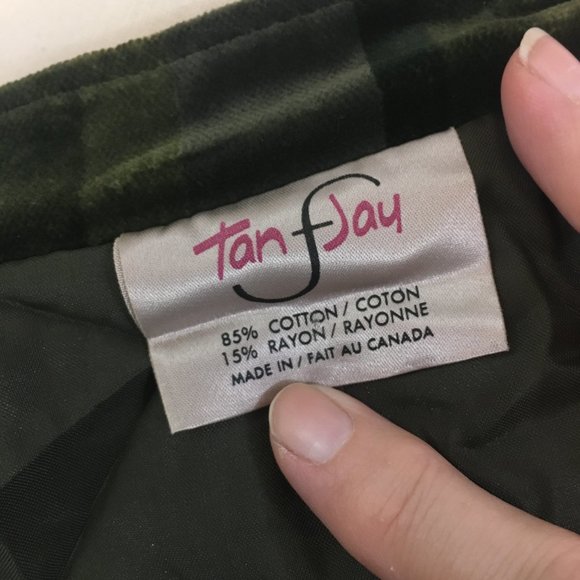 Tan Jay
85% COTTON / COTON
15% RAYON / RAYONNE
MADE IN / FAIT AU CANADA